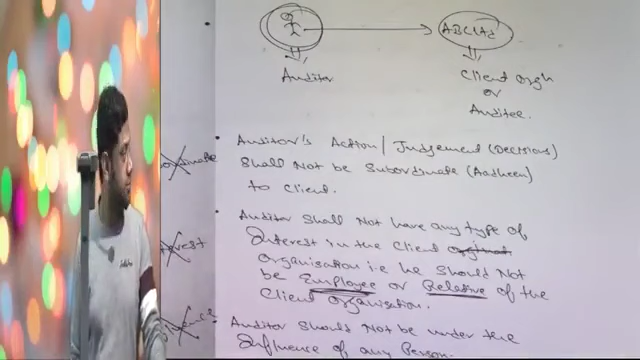 ABC Ltd
Auditor
Client orgn
or
Auditee.
Auditor's Action / Judgement (Decisions)
Shall Not be Subordinate (Aadheen)
to Client.
Auditor Shall Not have any type of
Interest in the Client
Organisation i.e he Should Not
be Employee or Relative of the
Client Organisation.
Auditor Should Not be under the
Influence of any Person.